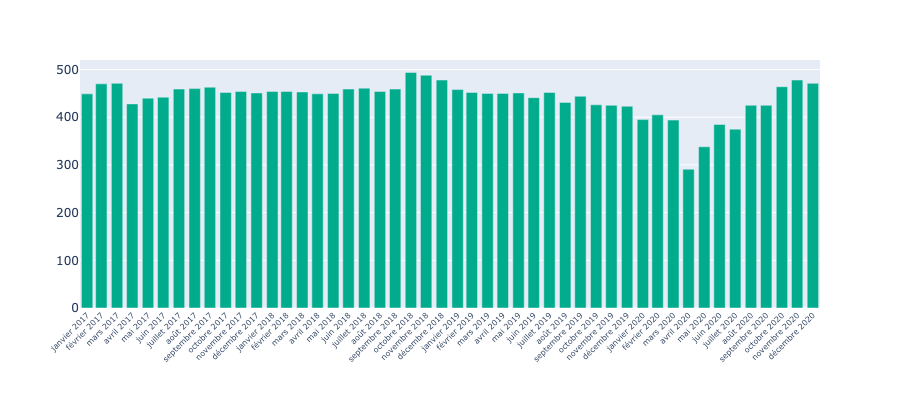 500
400
300
200
100
0
janvier 2017
février 2017
mars 2017
avril 2017
mai 2017
juin 2017
juillet 2017
août 2017
septembre 2017
octobre 2017
novembre 2017
décembre 2017
janvier 2018
février 2018
mars 2018
avril 2018
mai 2018
juin 2018
juillet 2018
août 2018
septembre 2018
octobre 2018
novembre 2018
décembre 2018
janvier 2019
février 2019
mars 2019
avril 2019
mai 2019
juin 2019
juillet 2019
août 2019
septembre 2019
octobre 2019
novembre 2019
décembre 2019
janvier 2020
février 2020
mars 2020
avril 2020
mai 2020
juin 2020
juillet 2020
août 2020
septembre 2020
octobre 2020
novembre 2020
décembre 2020